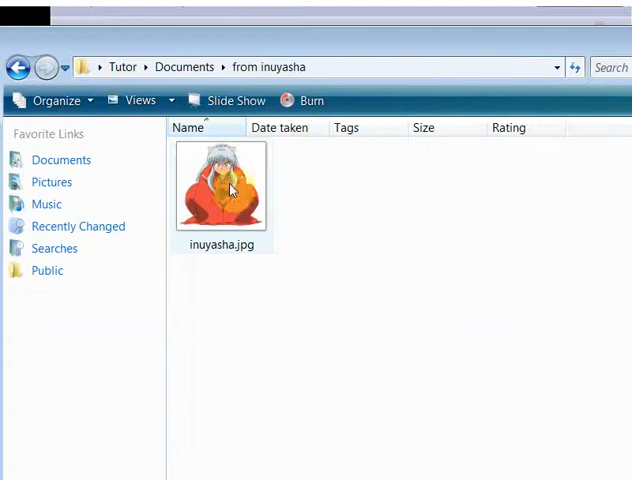 Tutor Documents from inuyasha Search
Organize Views Slide Show Burn
Favorite Links
Name Date taken Tags Size Rating
Documents
Pictures
Music
Recently Changed
Searches
Public
inuyasha.jpg